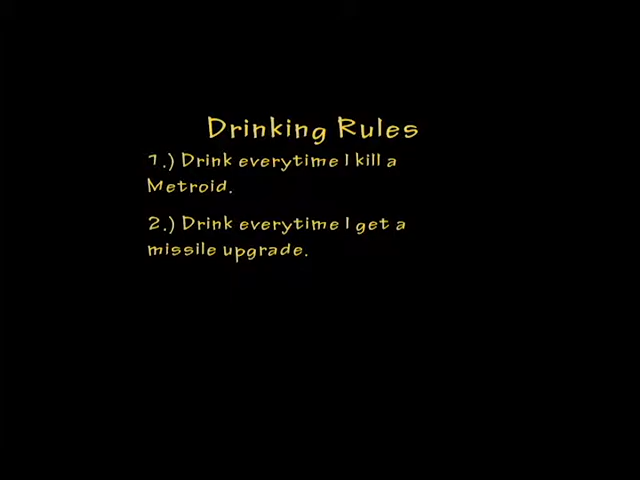 Drinking Rules
1.) Drink everytime I kill a
Metroid.
2.) Drink everytime I get a
missile upgrade.